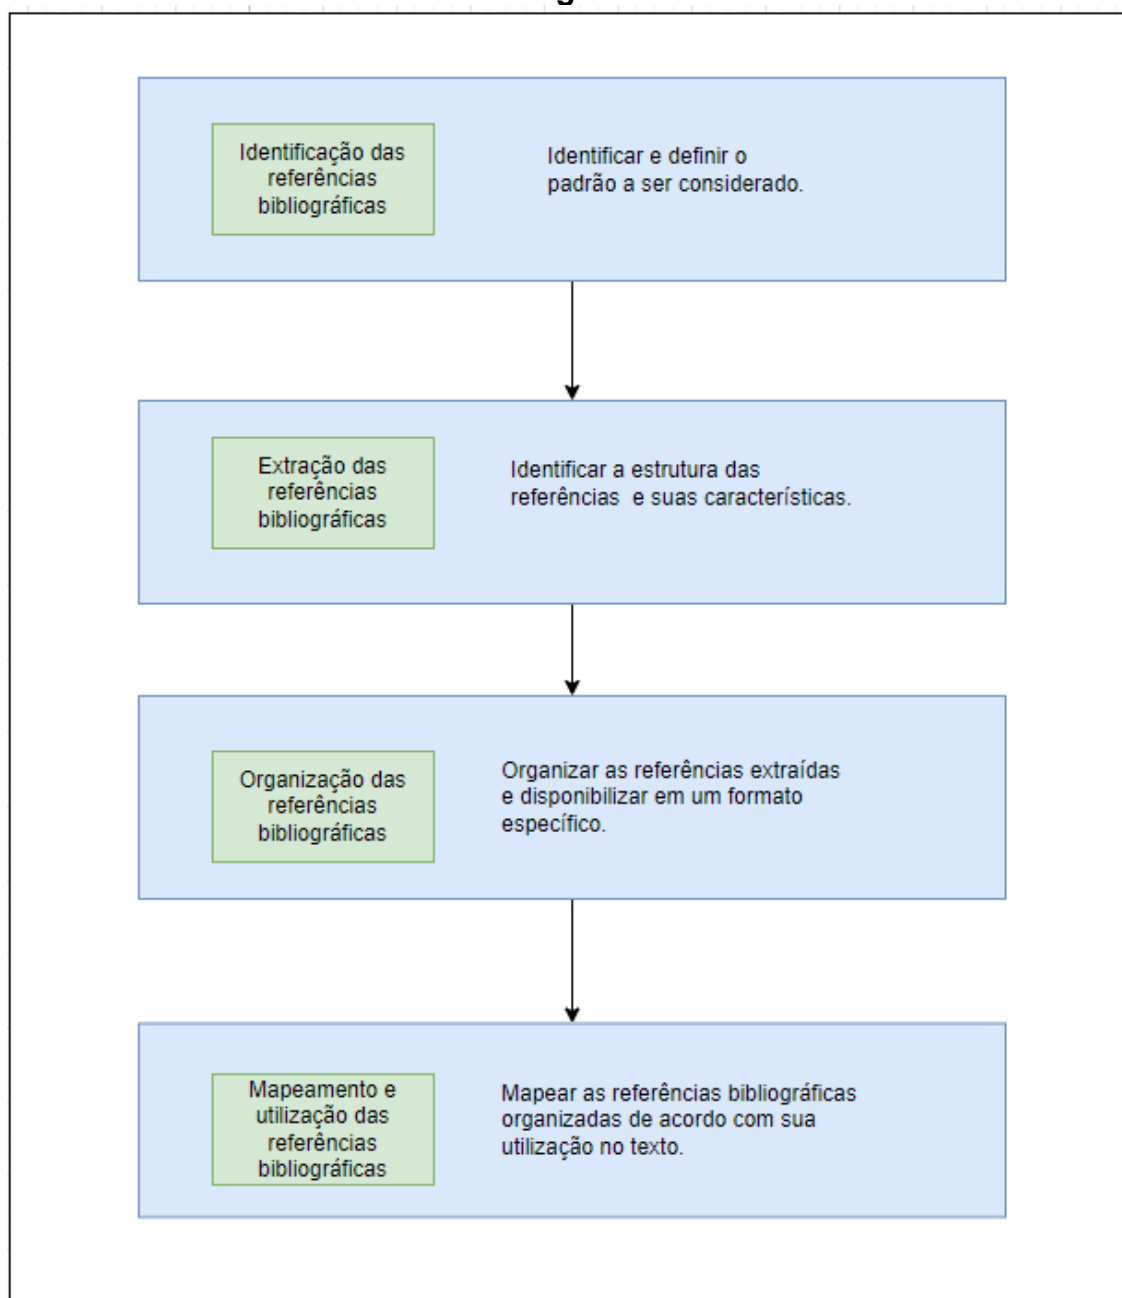 Identificação das
referências
bibliográficas
Identificar e definir o
padrão a ser considerado.
Extração das
referências
bibliográficas
Identificar a estrutura das
referências e suas característícas.
Organização das
referências
bibliográficas
Organizar as referências extraídas
e disponibilizar em um formato
específico.
Mapeamento e
utilização das
referências
bibliográficas
Mapear as referências bibliográficas
organizadas de acordo com sua
utilização no texto.